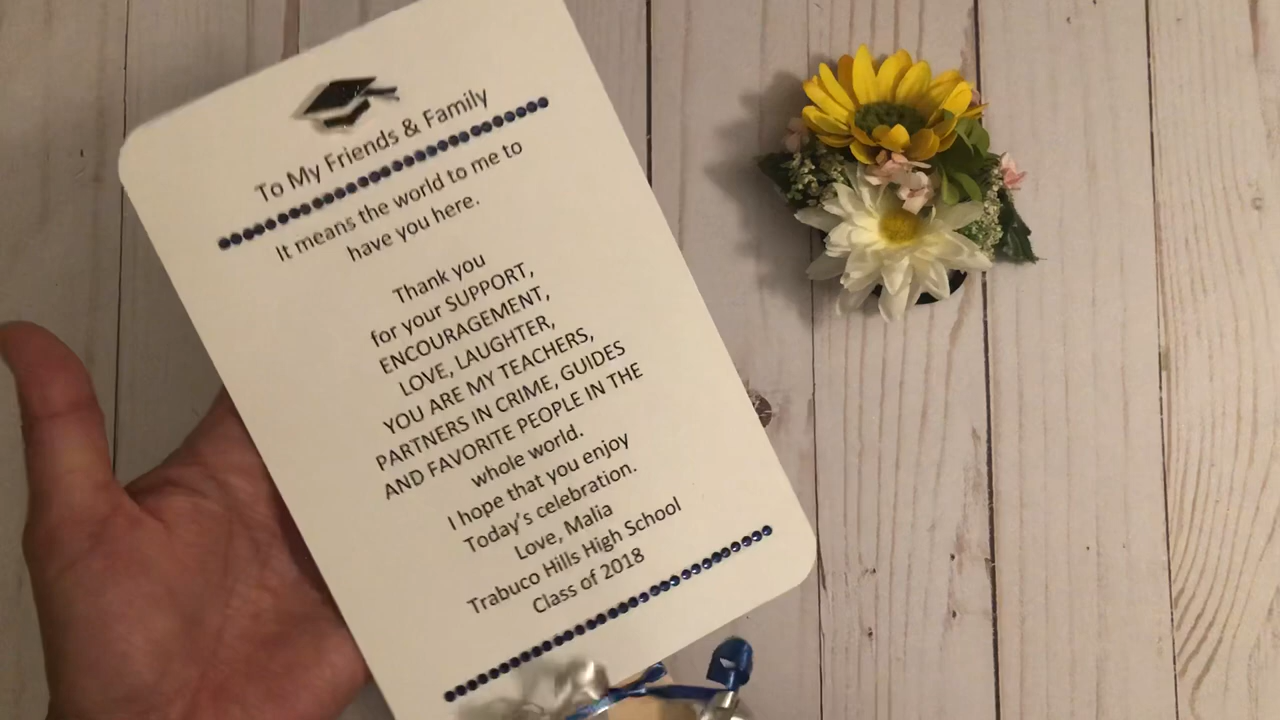 To My Friends & Family
It means the world to me to
have you here.
Thank you
for your SUPPORT,
ENCOURAGEMENT,
LOVE, LAUGHTER,
YOU ARE MY TEACHERS,
PARTNERS IN CRIME, GUIDES
AND FAVORITE PEOPLE IN THE
whole world.
I hope that you enjoy
Today's celebration.
Love, Malia
Trabuco Hills High School
Class of 2018